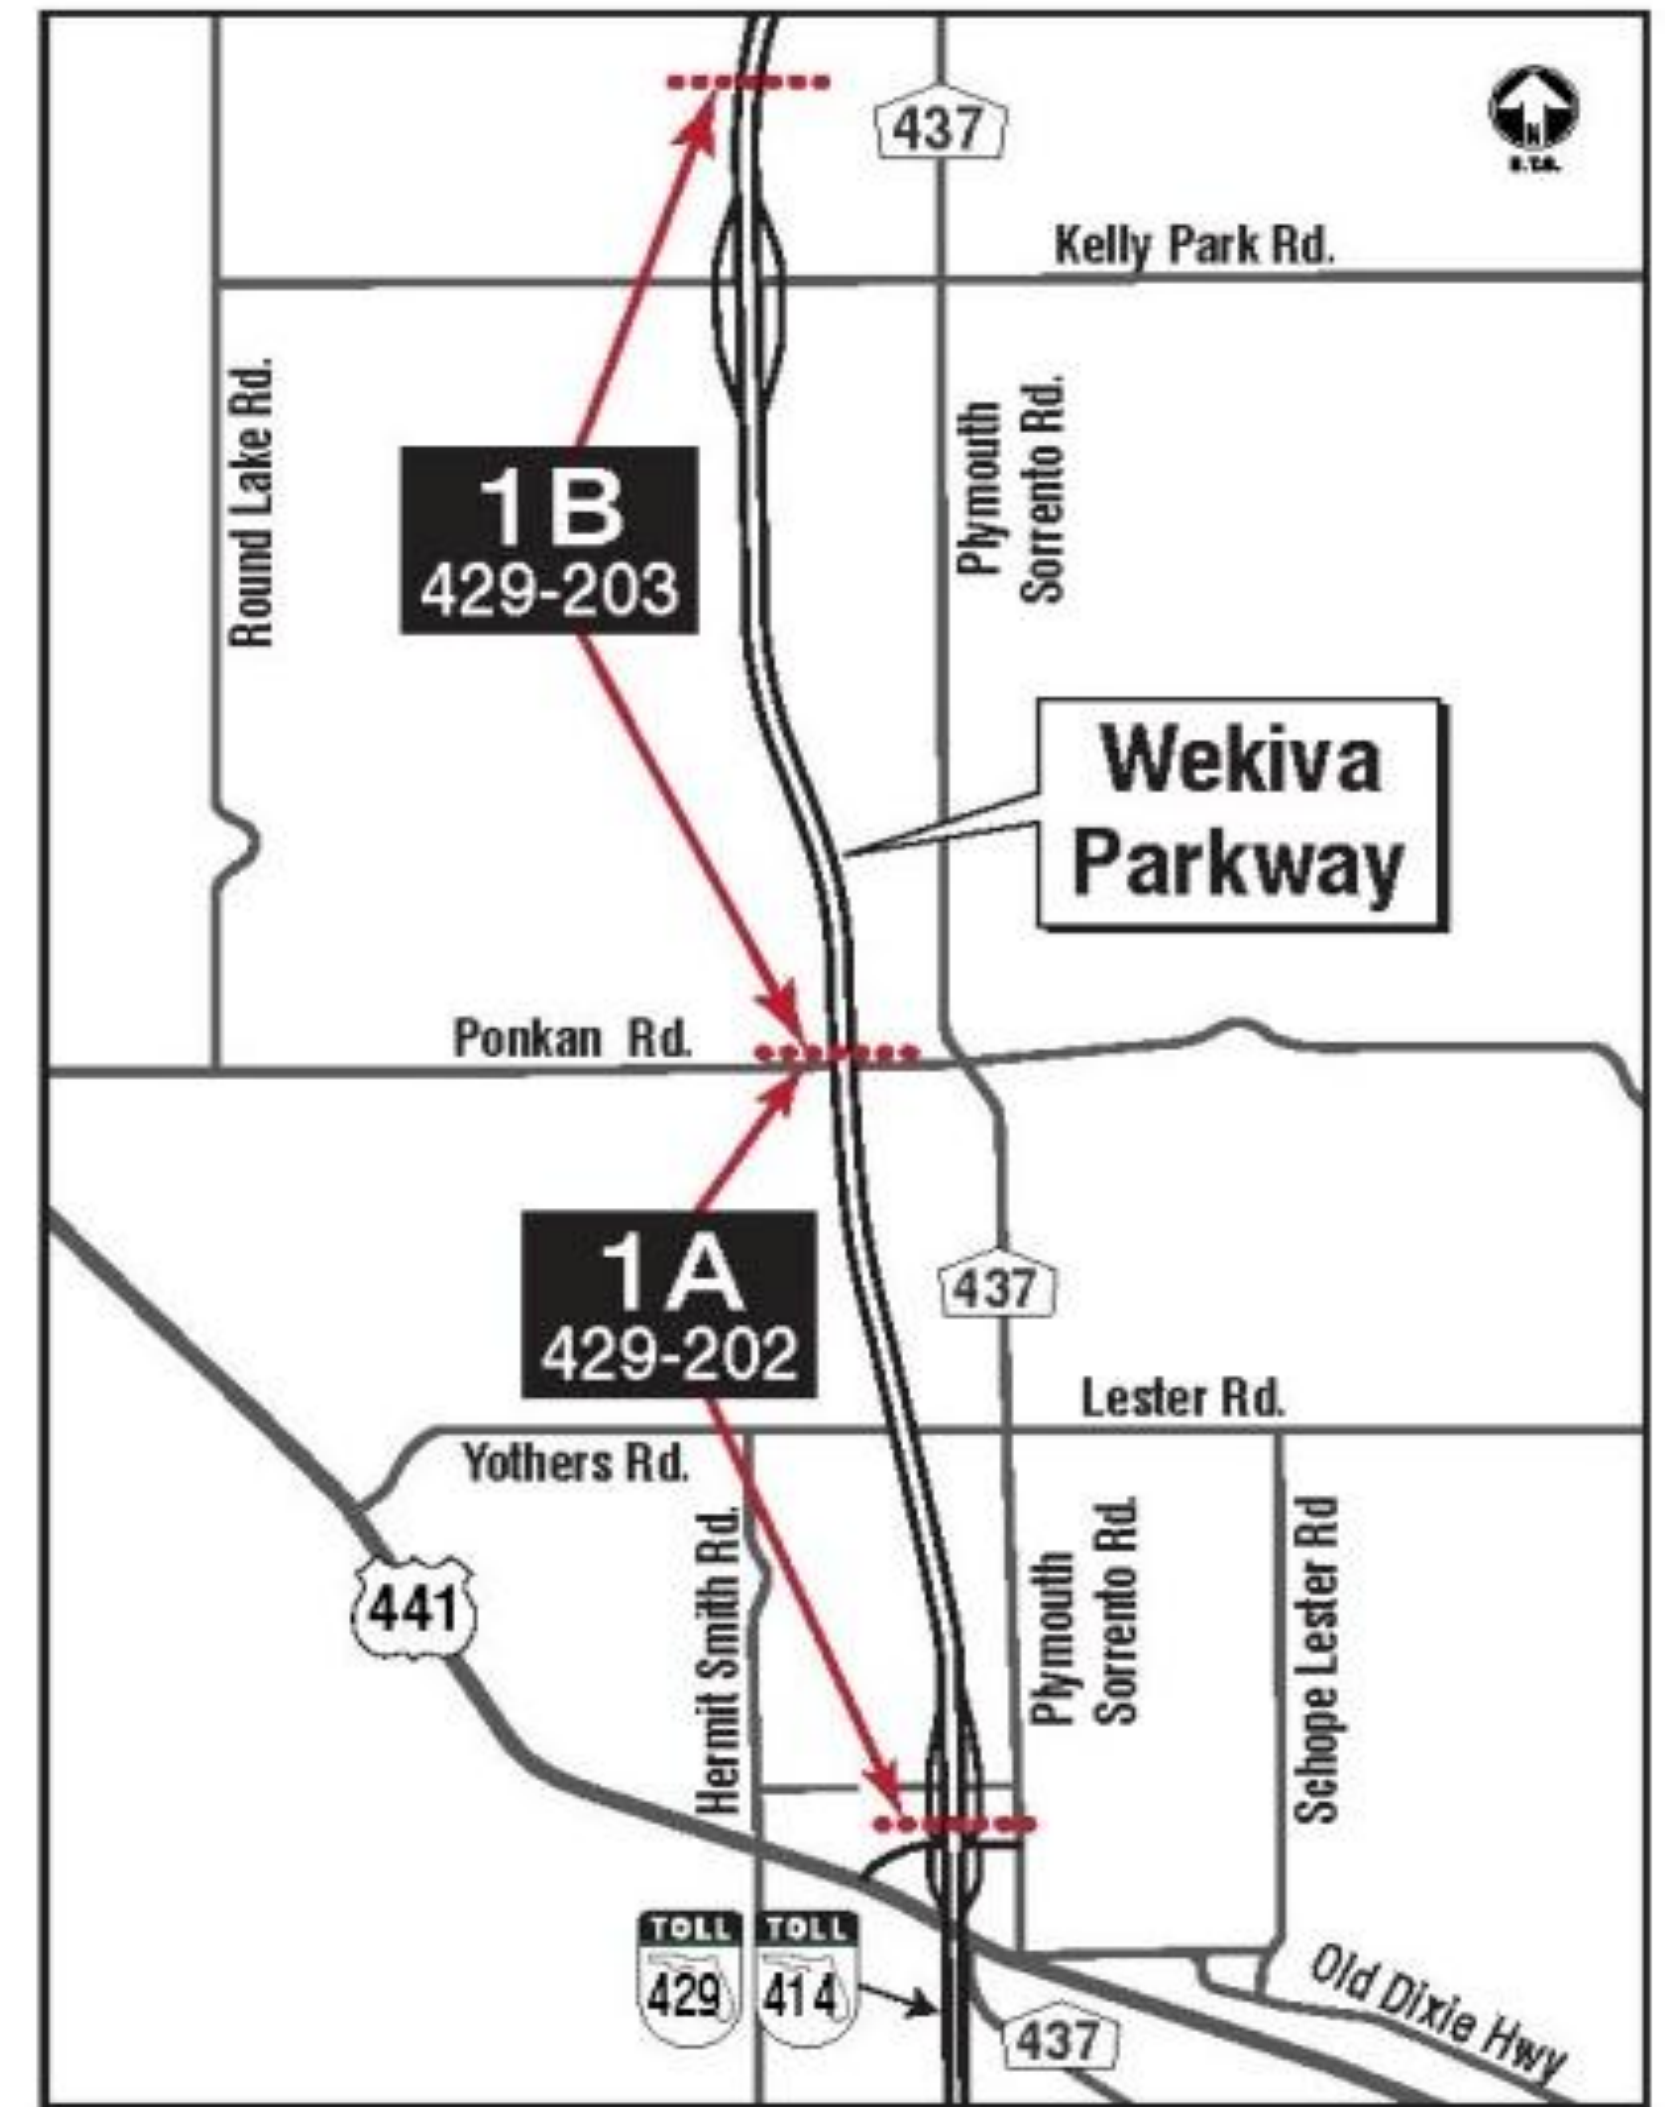 437
N
N.T.S.
Kelly Park Rd.
Round Lake Rd.
Plymouth
Sorrento Rd.
1B
429-203
Wekiva
Parkway
Ponkan Rd.
1A
429-202
437
Lester Rd.
Yothers Rd.
Hermit Smith Rd.
Plymouth
Sorrento Rd.
Schope Lester Rd
441
TOLL
429
TOLL
414
437
Old Dixie Hwy